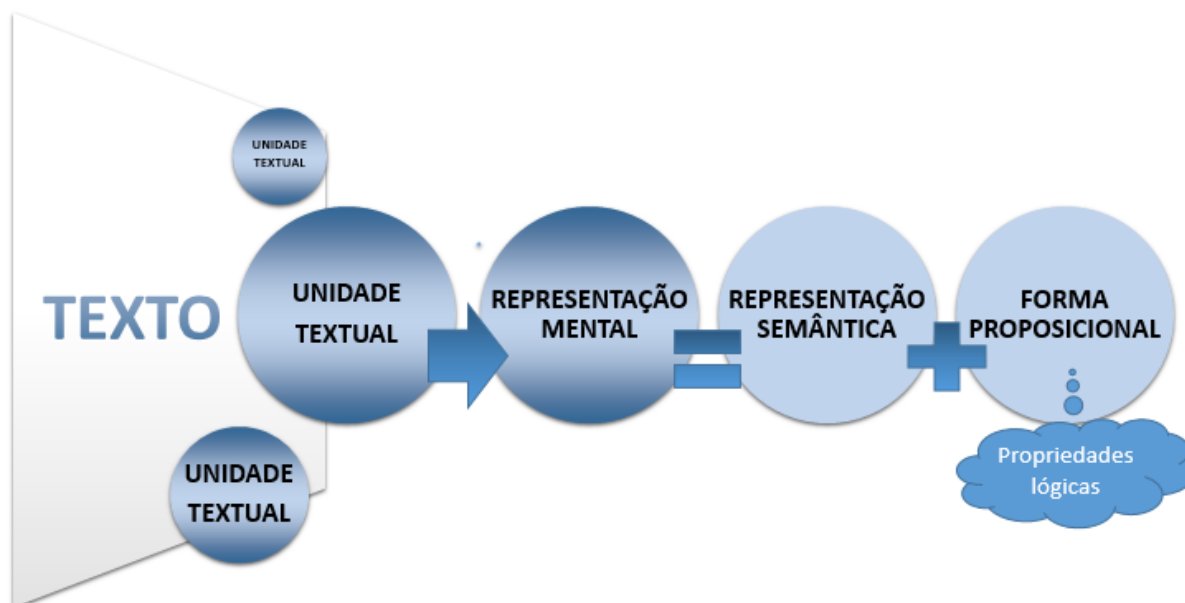 UNIDADE
TEXTUAL
TEXTO
UNIDADE
TEXTUAL
REPRESENTAÇÃO
MENTAL
REPRESENTAÇÃO
SEMÂNTICA
FORMA
PROPOSICIONAL
Propriedades
lógicas
UNIDADE
TEXTUAL